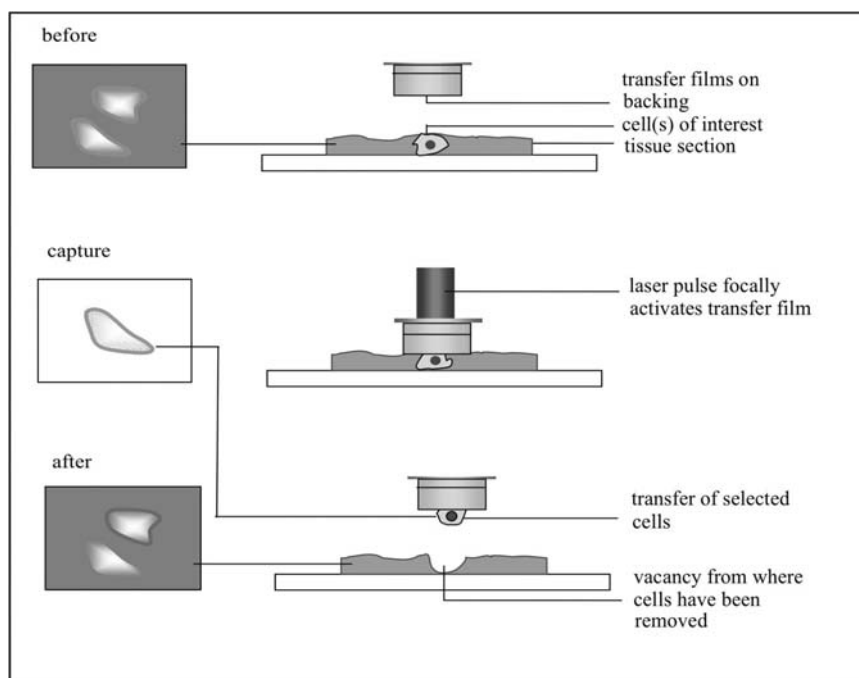 before
transfer films on
backing
cell(s) of interest
tissue section
capture
laser pulse focally
activates transfer film
after
transfer of selected
cells
vacancy from where
cells have been
removed